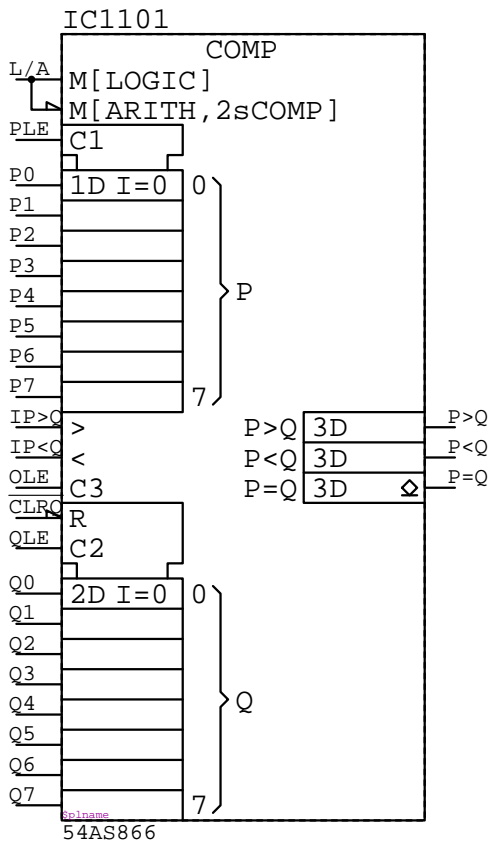 IC1101
COMP
L/A M[LOGIC]
M[ARITH,2sCOMP]
PLE C1
P0 1D I=0 0
P1
P2
P3
P4 P
P5
P6
P7 7
IP>Q > P>Q 3D P>Q
IP<Q < P<Q 3D P<Q
OLE C3 P=Q 3D P=Q
CLRQ R
QLE C2
Q0 2D I=0 0
Q1
Q2
Q3
Q4 Q
Q5
Q6
Q7 7
$plname
54AS866